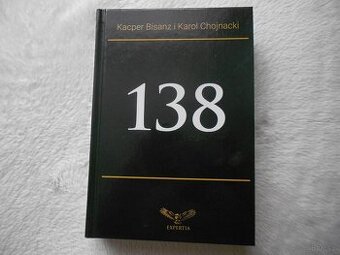 Kacper Bisanz i Karol Chojnacki
138
EXPERTIA